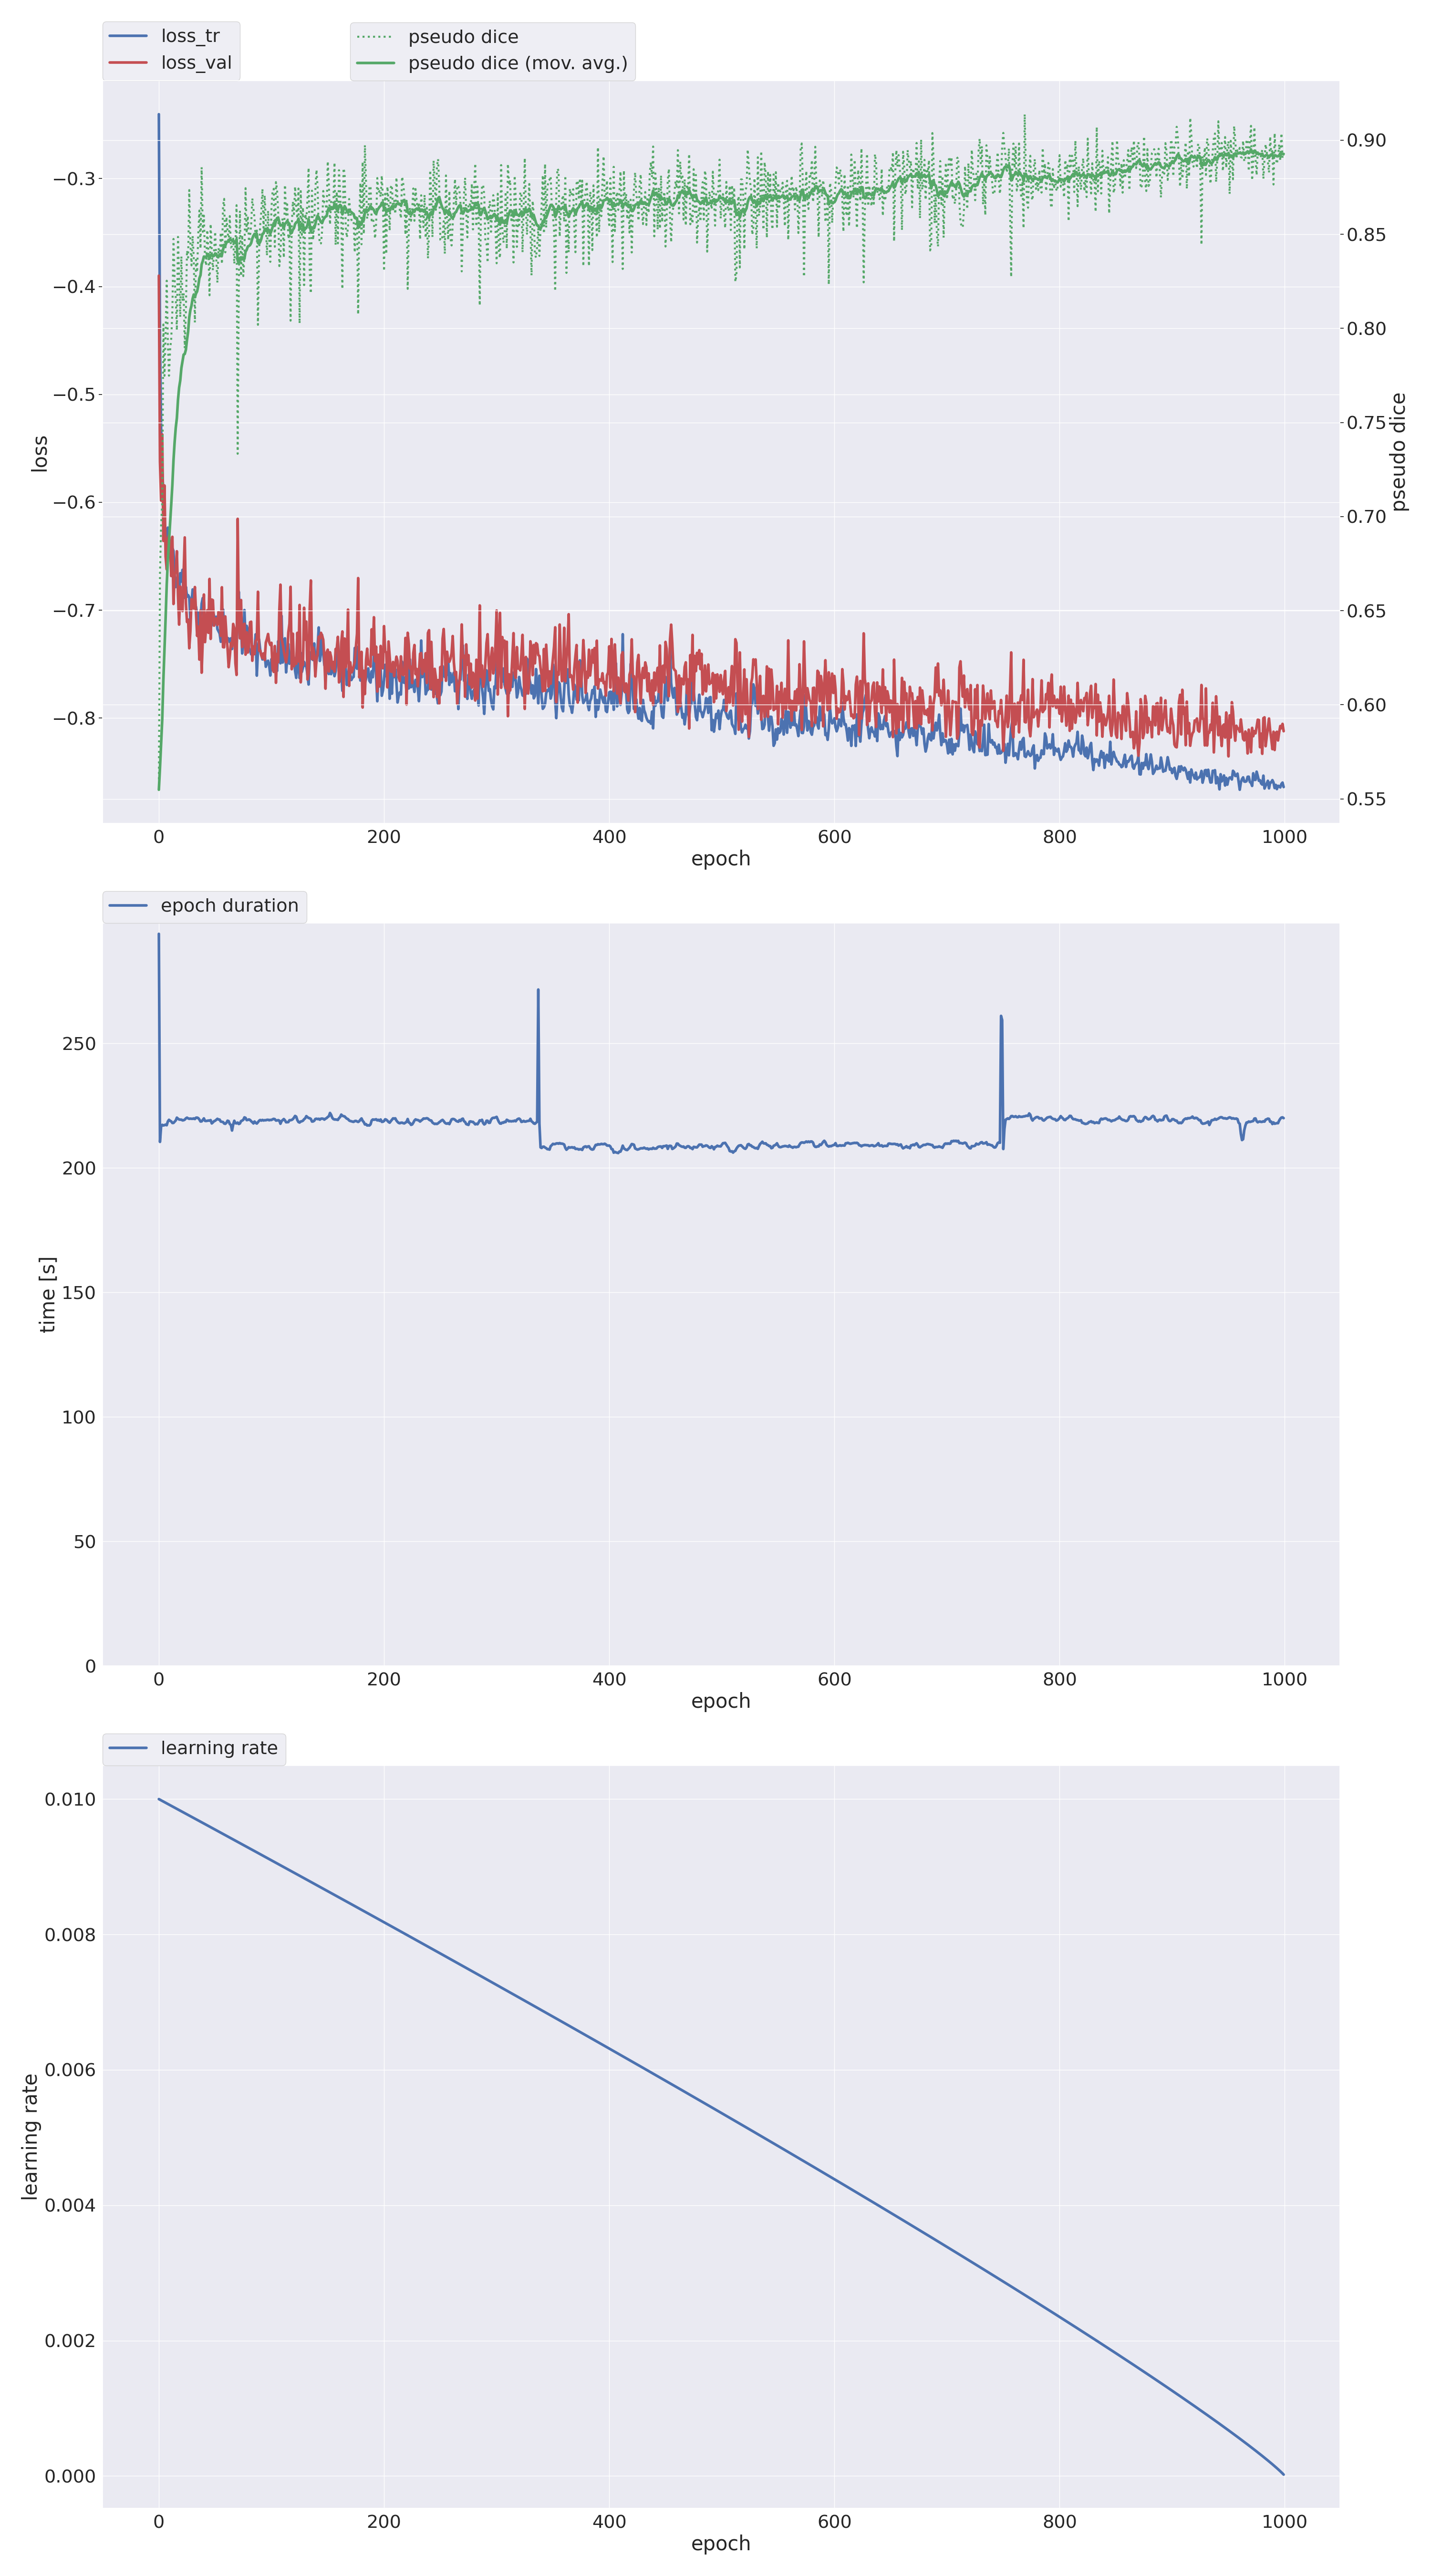 loss_tr
loss_val
pseudo dice
pseudo dice (mov. avg.)
−0.3
−0.4
−0.5
−0.6
−0.7
−0.8
loss
0.90
0.85
0.80
0.75
0.70
0.65
0.60
0.55
pseudo dice
0 200 400 600 800 1000
epoch
epoch duration
250
200
150
100
50
0
time [s]
0 200 400 600 800 1000
epoch
learning rate
0.010
0.008
0.006
0.004
0.002
0.000
learning rate
0 200 400 600 800 1000
epoch